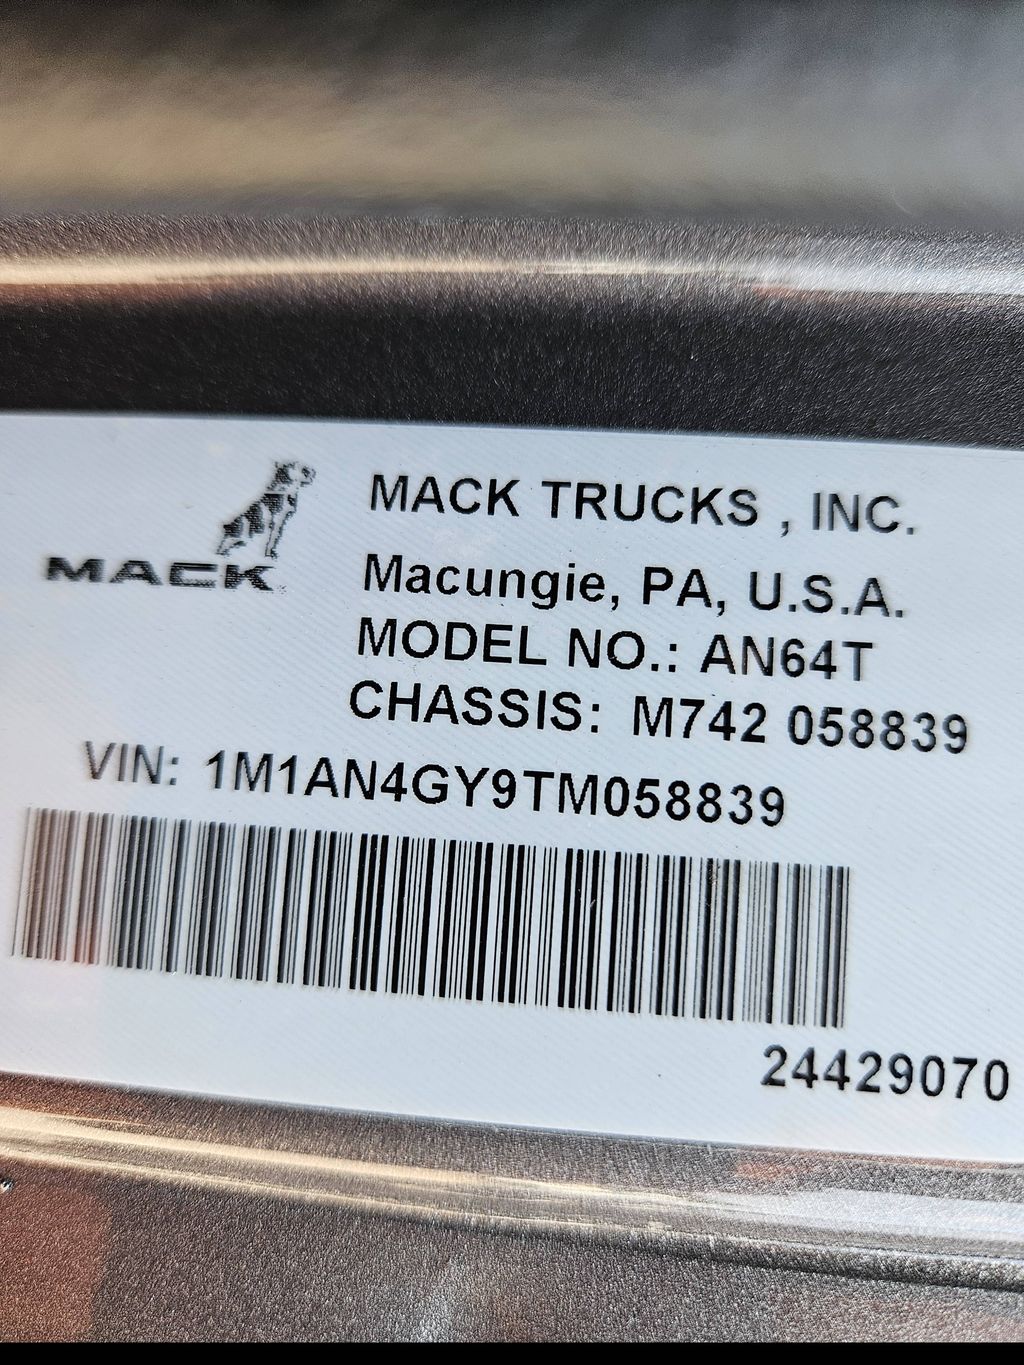 MACK
MACK TRUCKS , INC.
Macungie, PA, U.S.A.
MODEL NO.: AN64T
CHASSIS: M742 058839
VIN: 1M1AN4GY9TM058839
24429070